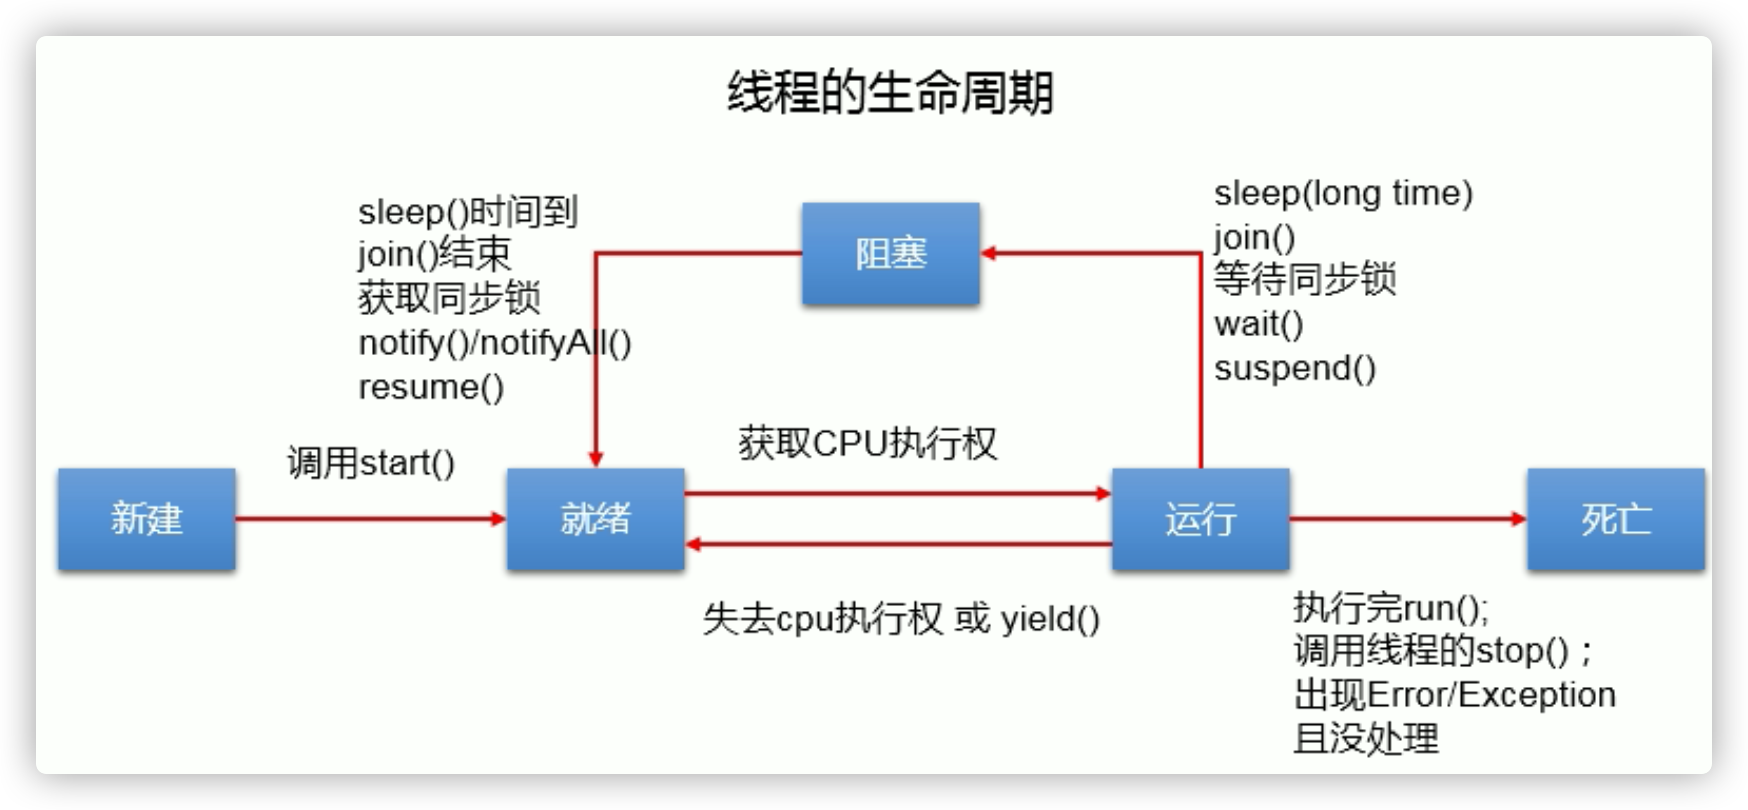 线程的生命周期
sleep()时间到
join()结束
获取同步锁
notify()/notifyAll()
resume()
阻塞
sleep(long time)
join()
等待同步锁
wait()
suspend()
调用start()
获取CPU执行权
新建
就绪
运行
死亡
失去cpu执行权 或 yield()
执行完run();
调用线程的stop() ;
出现Error/Exception
且没处理